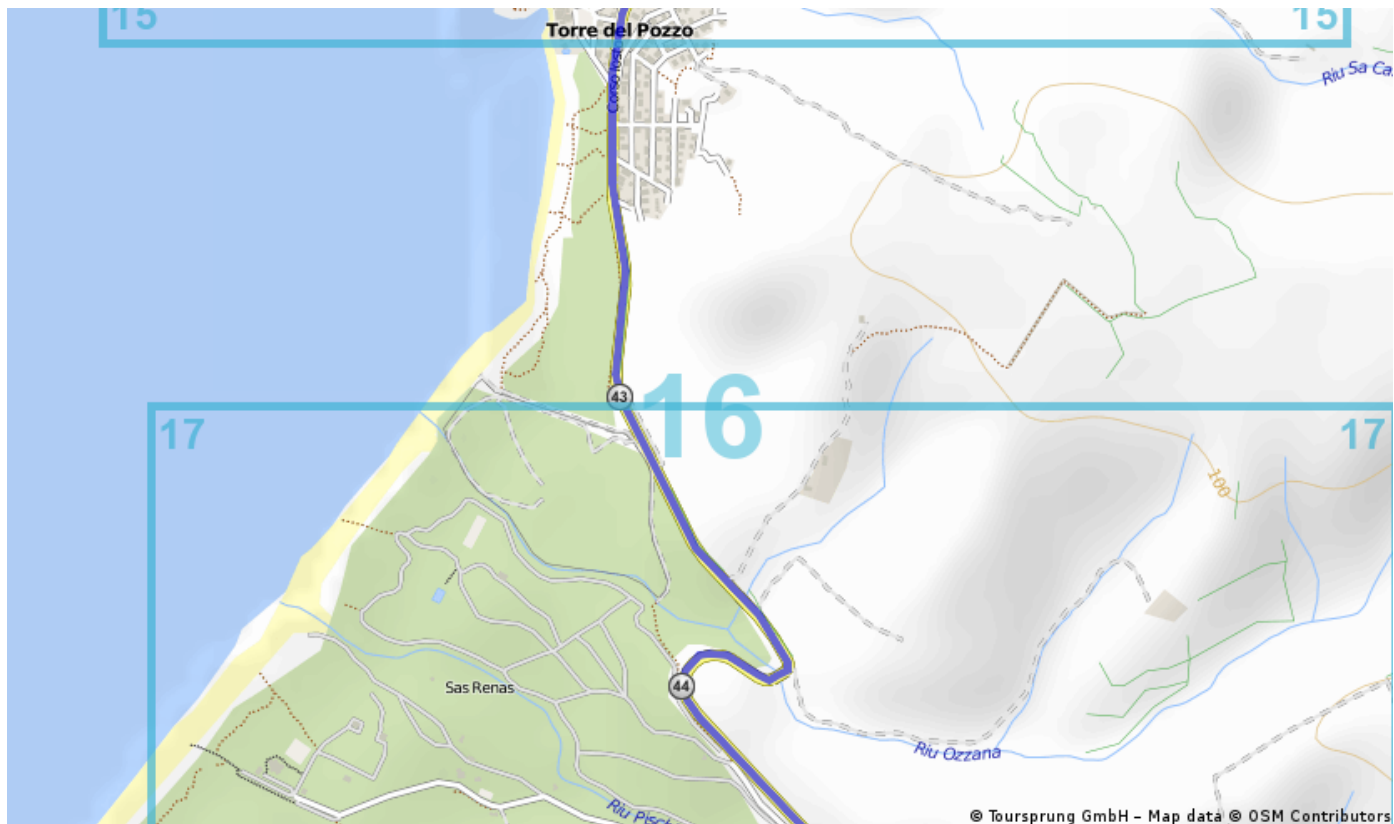 15
15
Torre del Pozzo
Riu Sa Ca
43
16
17
17
100
44
Sas Renas
Riu Ozzana
Riu Pisch
© Toursprung GmbH – Map data © OSM Contributors